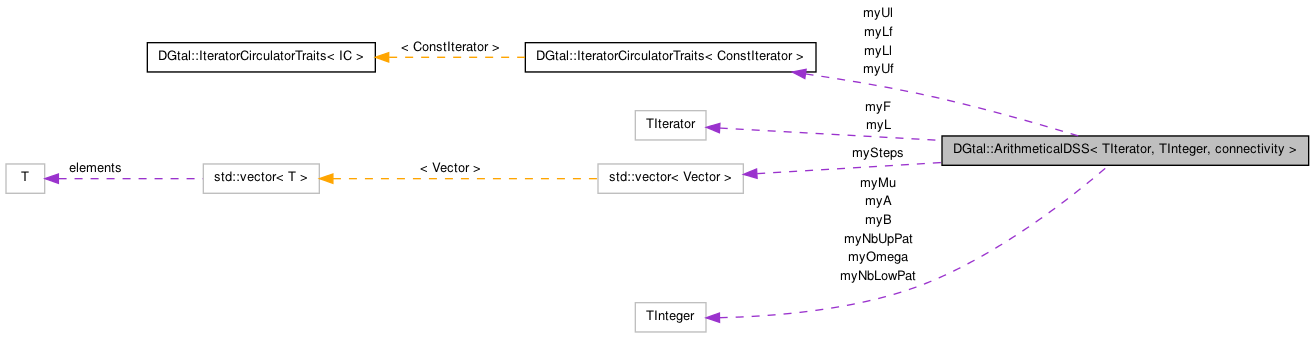 myUl
myLf
myLl
myUf
DGtal::IteratorCirculatorTraits< IC >
< ConstIterator >
DGtal::IteratorCirculatorTraits< ConstIterator >
myF
myL
TIterator
DGtal::ArithmeticalDSS< TIterator, TInteger, connectivity >
mySteps
T
elements
std::vector< T >
< Vector >
std::vector< Vector >
myMu
myA
myB
myNbUpPat
myOmega
myNbLowPat
TInteger